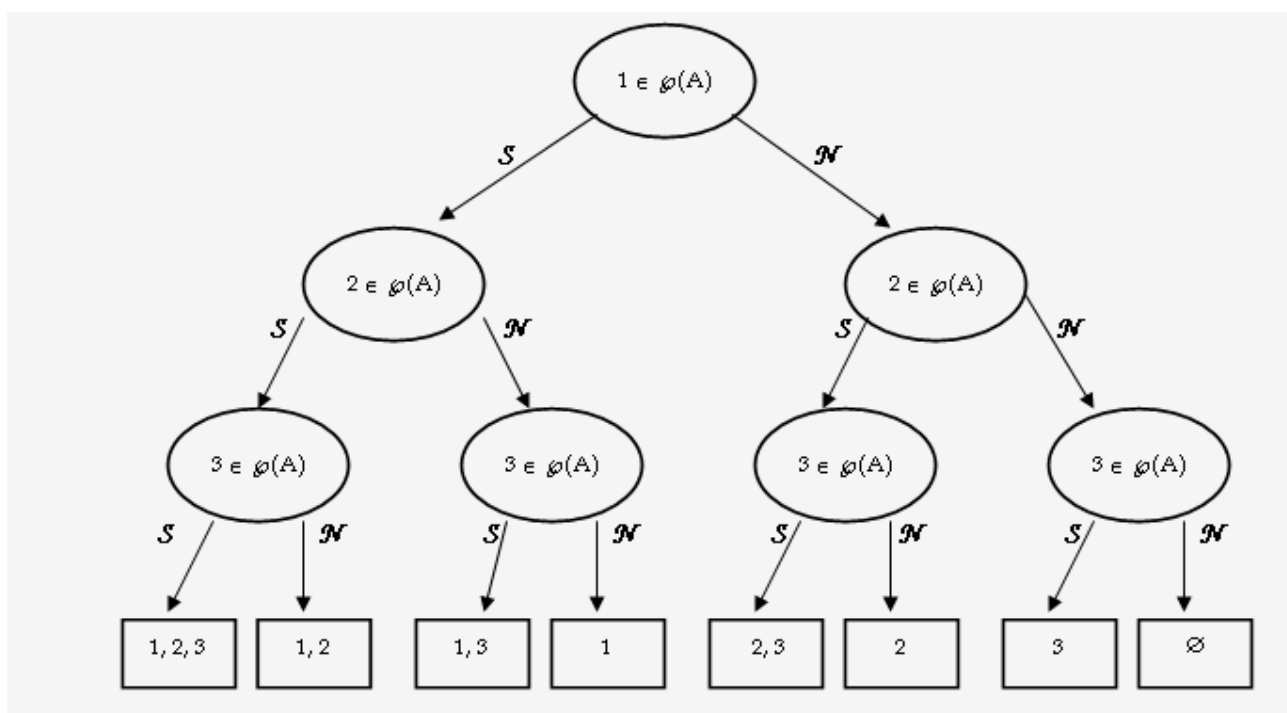 1 ∈ ℘(A)
𝒮 𝒩
2 ∈ ℘(A) 2 ∈ ℘(A)
𝒮 𝒩 𝒮 𝒩
3 ∈ ℘(A) 3 ∈ ℘(A) 3 ∈ ℘(A) 3 ∈ ℘(A)
𝒮 𝒩 𝒮 𝒩 𝒮 𝒩 𝒮 𝒩
1, 2, 3 1, 2 1, 3 1 2, 3 2 3 ∅